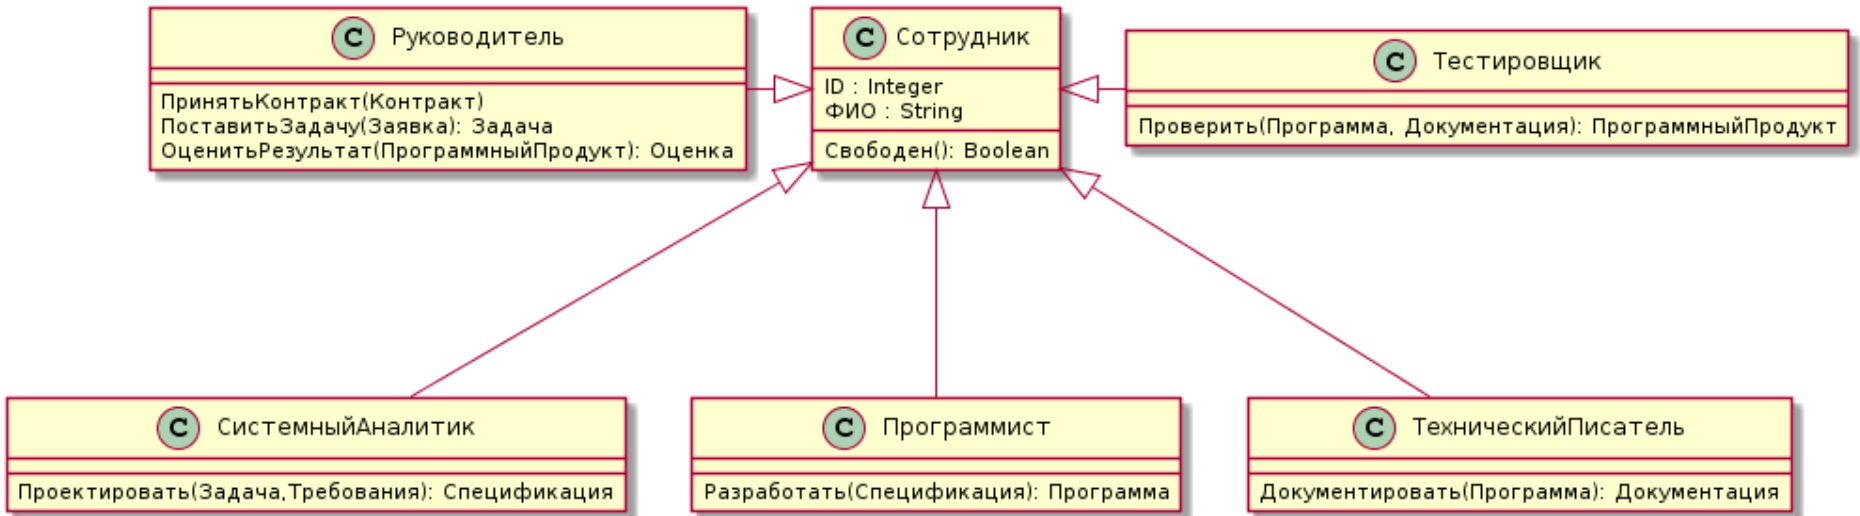 C Руководитель
ПринятьКонтракт(Контракт)
ПоставитьЗадачу(Заявка): Задача
ОценитьРезультат(ПрограммныйПродукт): Оценка
C Сотрудник
ID : Integer
ФИО : String
Свободен(): Boolean
C Тестировщик
Проверить(Программа, Документация): ПрограммныйПродукт
C СистемныйАналитик
Проектировать(Задача,Требования): Спецификация
C Программист
Разработать(Спецификация): Программа
C ТехническийПисатель
Документировать(Программа): Документация